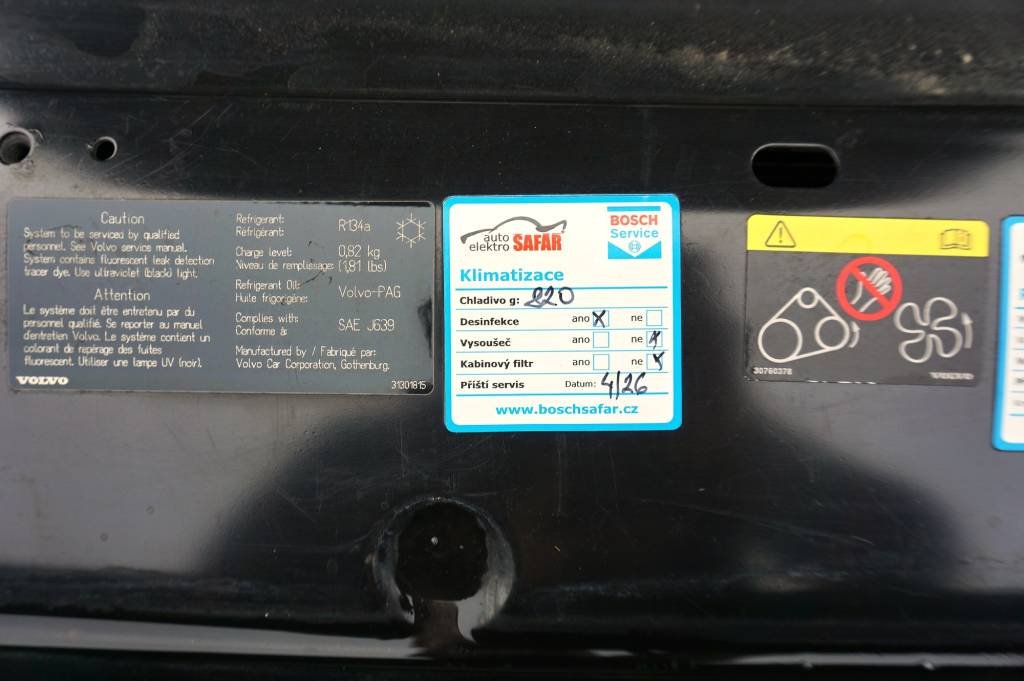 Caution
System to be serviced by qualified
personnel. See Volvo service manual.
System contains fluorescent leak detection
tracer dye. Use ultraviolet (black) light.
Attention
Le système doit être entretenu par du
personnel qualifié. Se reporter au manuel
d'entretien Volvo. Le système contient un
colorant de repérage des fuites
fluorescent. Utiliser une lampe UV (noir).
VOLVO
Refrigerant: R134a
Réfrigérant:
Charge level: 0,82 kg
Niveau de remplissage: (1,81 lbs)
Refrigerant Oil: Volvo-PAG
Huile frigorigène:
Complies with: SAE J639
Conforme à:
Manufactured by / Fabriqué par:
Volvo Car Corporation, Gothenburg.
31301815
auto
elektro SAFAR!
BOSCH
Service
Klimatizace
Chladivo g: 820
Desinfekce ano X ne
Vysoušeč ano ne X
Kabinový filtr ano ne X
Příští servis Datum: 4/26
www.boschsafar.cz
30760378
VOLVO